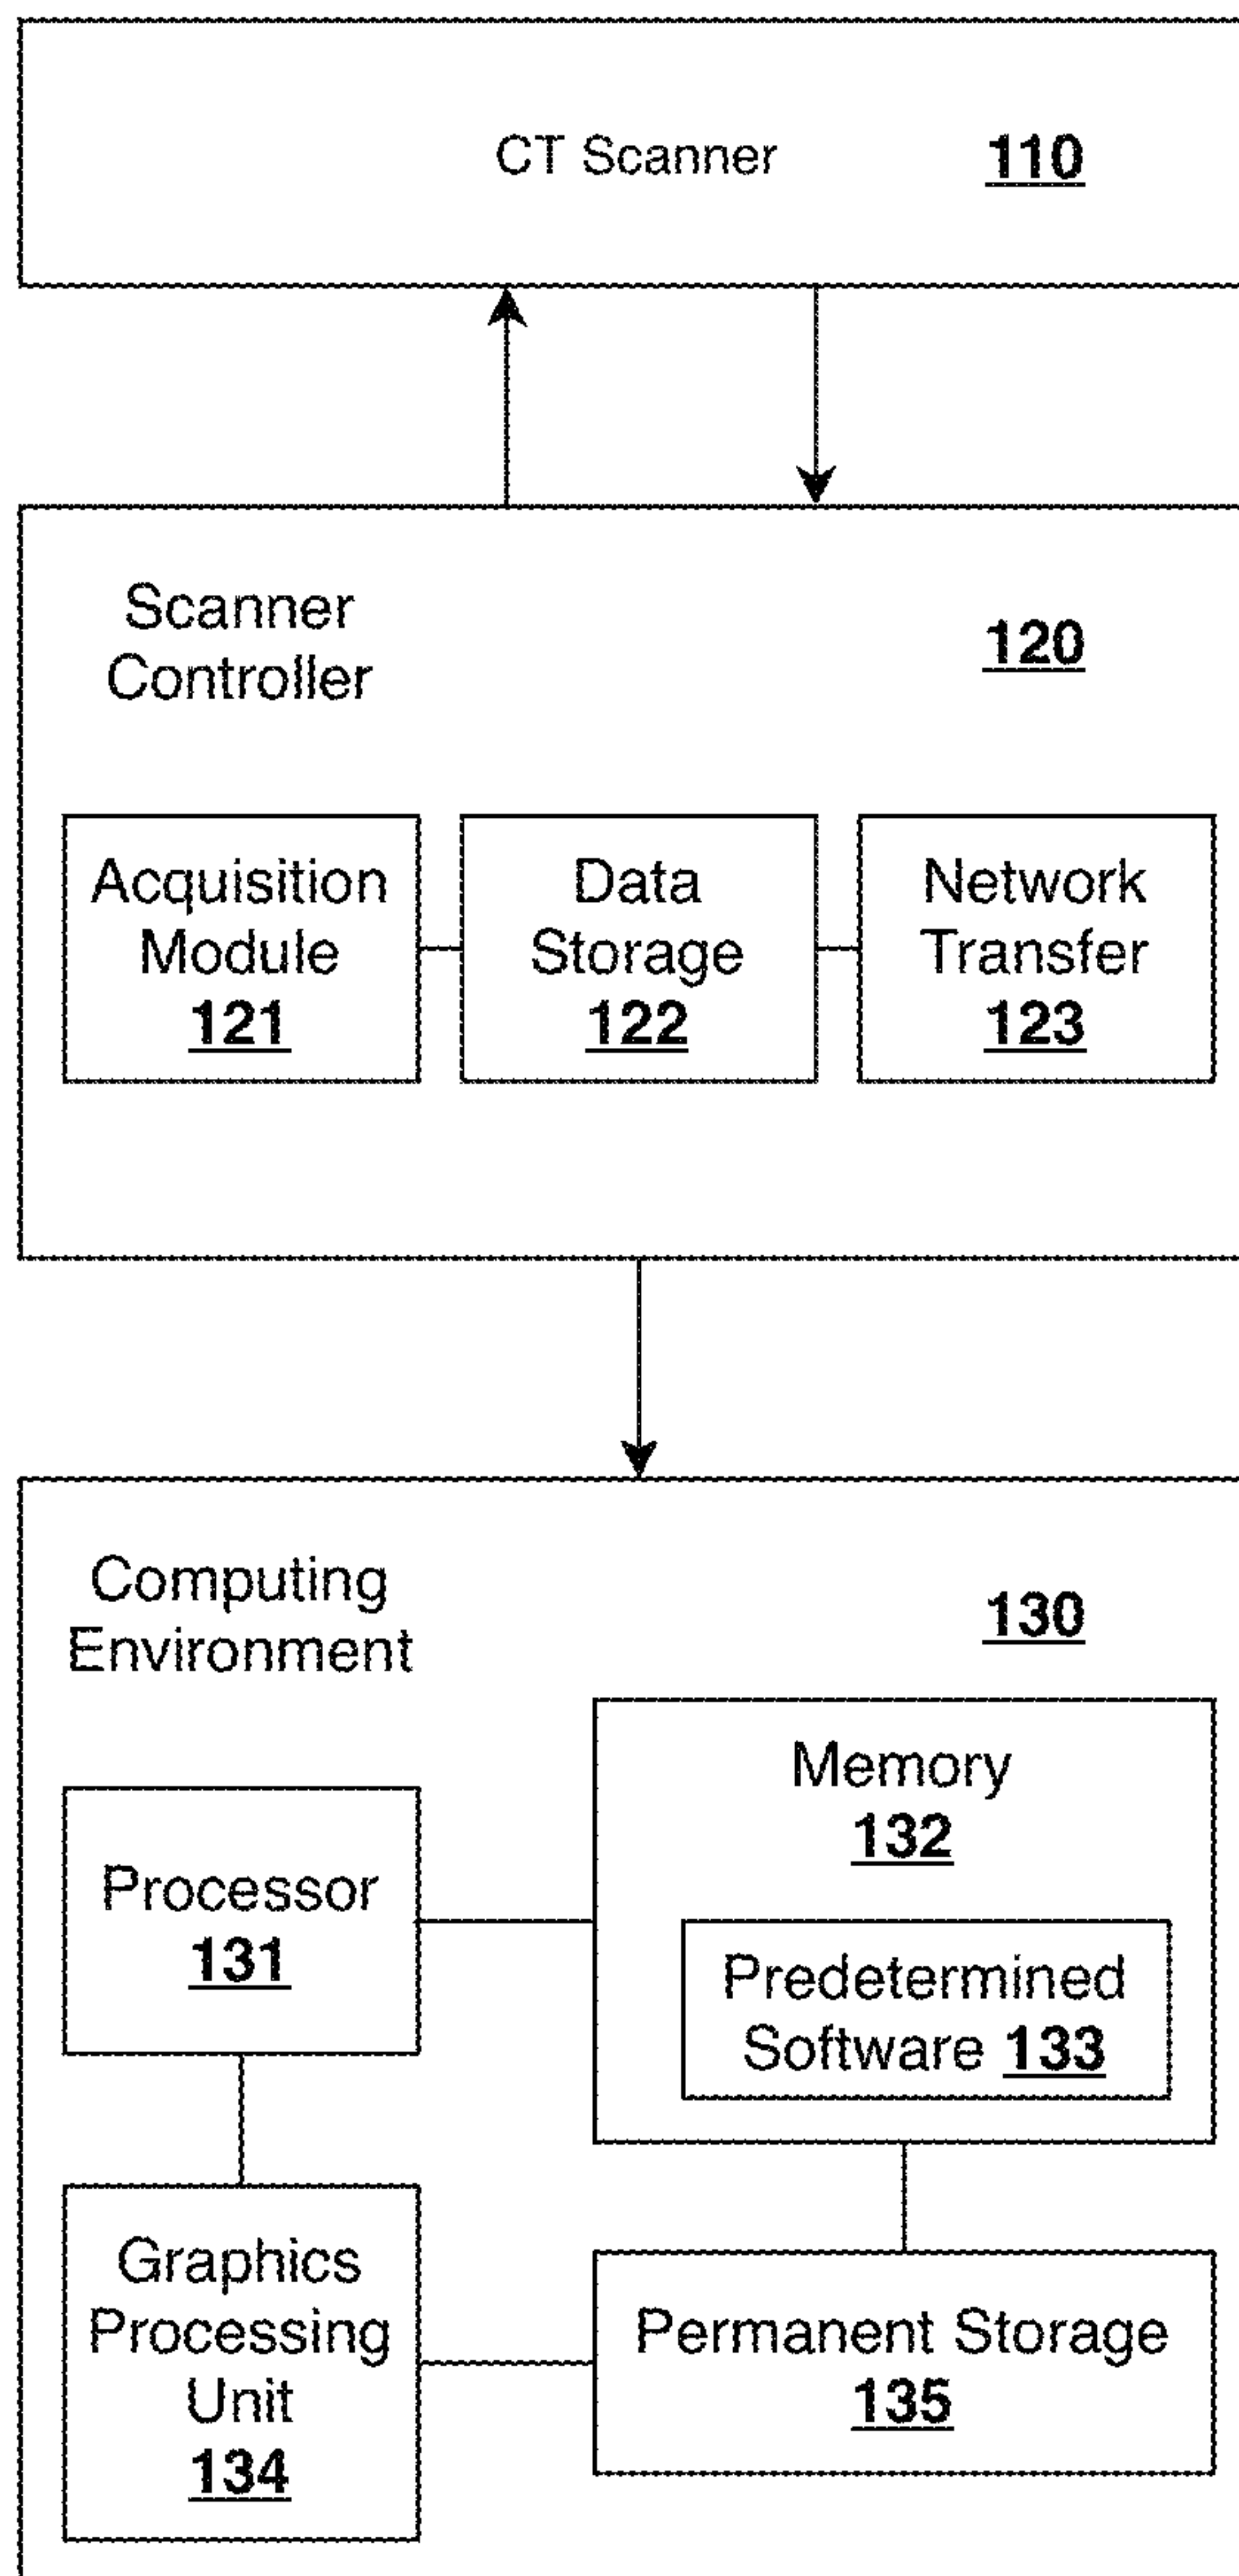 CT Scanner 110
Scanner
Controller
120
Acquisition
Module
121
Data
Storage
122
Network
Transfer
123
Computing
Environment
130
Memory
132
Processor
131
Predetermined
Software 133
Graphics
Processing
Unit
134
Permanent Storage
135